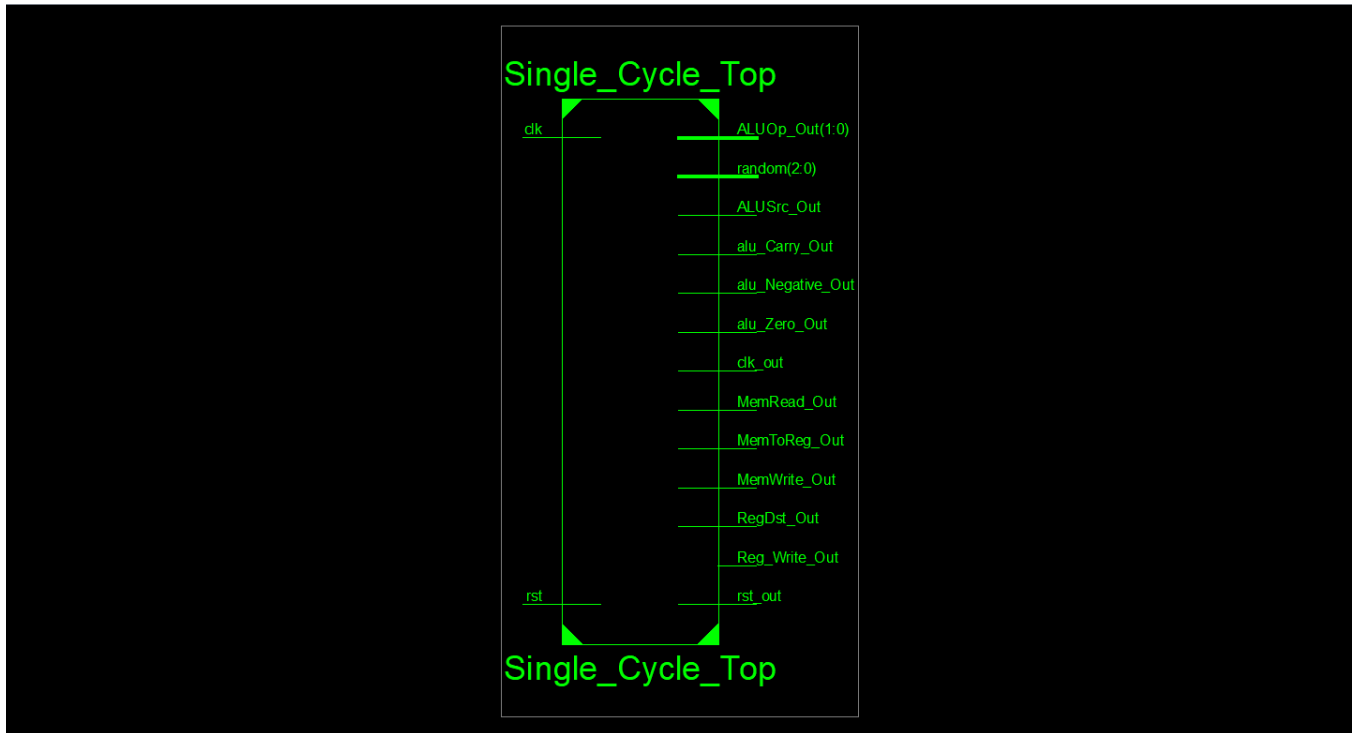 Single_Cycle_Top
clk
ALUOp_Out(1:0)
random(2:0)
ALUSrc_Out
alu_Carry_Out
alu_Negative_Out
alu_Zero_Out
clk_out
MemRead_Out
MemToReg_Out
MemWrite_Out
RegDst_Out
Reg_Write_Out
rst
rst_out
Single_Cycle_Top